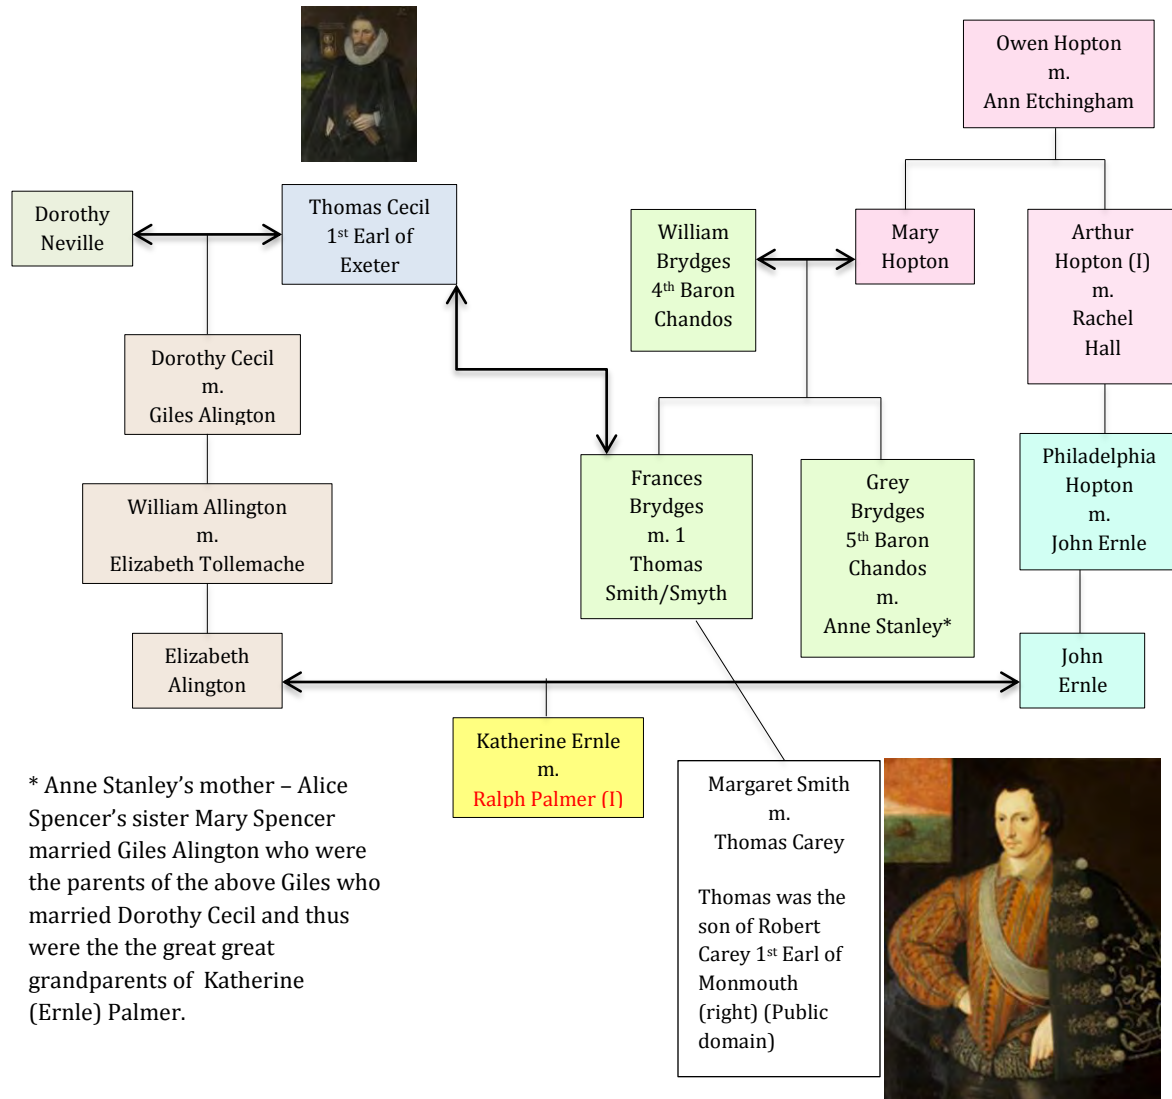 Owen Hopton
m.
Ann Etchingham
Dorothy
Neville
Thomas Cecil
1st Earl of
Exeter
William
Brydges
4th Baron
Chandos
Mary
Hopton
Arthur
Hopton (I)
m.
Rachel
Hall
Dorothy Cecil
m.
Giles Alington
William Allington
m.
Elizabeth Tollemache
Frances
Brydges
m. 1
Thomas
Smith/Smyth
Grey
Brydges
5th Baron
Chandos
m.
Anne Stanley*
Philadelphia
Hopton
m.
John Ernle
Elizabeth
Alington
John
Ernle
Katherine Ernle
m.
Ralph Palmer (I)
* Anne Stanley’s mother – Alice
Spencer’s sister Mary Spencer
married Giles Alington who were
the parents of the above Giles who
married Dorothy Cecil and thus
were the the great great
grandparents of  Katherine
(Ernle) Palmer.
Margaret Smith
m.
Thomas Carey
Thomas was the
son of Robert
Carey 1st Earl of
Monmouth
(right) (Public
domain)